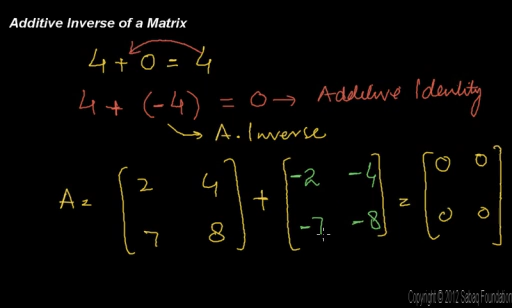 Additive Inverse of a Matrix
4 + 0 = 4
4 + (-4) = 0 → Additive Identity
→ A. Inverse
A = [2 4] + [-2 -4] = [0 0]
[7 8] [-7 -8] [0 0]
Copyright © 2012 Sabaq Foundation